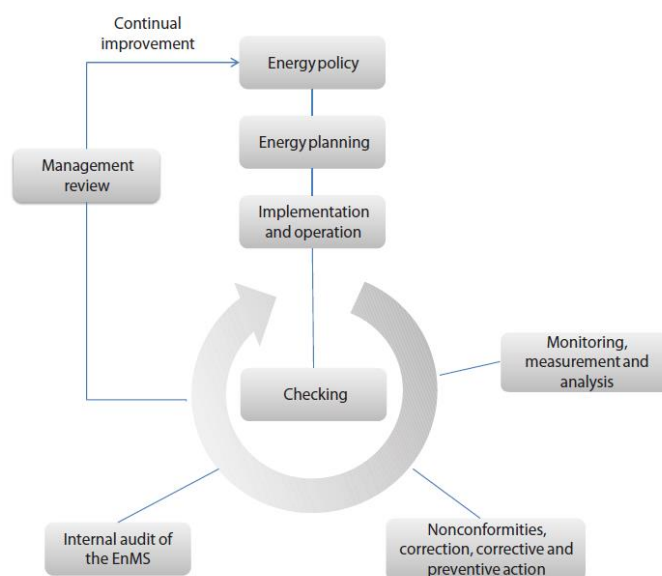 Continual
improvement
Energy policy
Energy planning
Management
review
Implementation
and operation
Monitoring,
measurement and
analysis
Checking
Internal audit of
the EnMS
Nonconformities,
correction, corrective and
preventive action